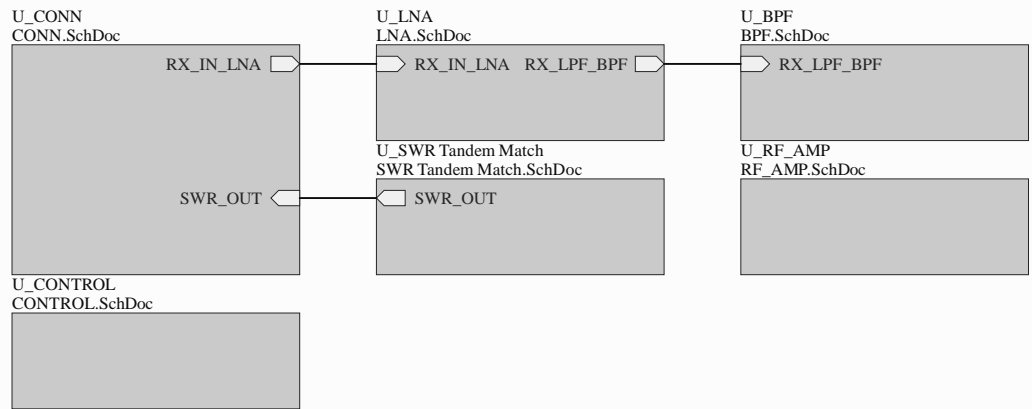 U_CONN
CONN.SchDoc
RX_IN_LNA
SWR_OUT
U_LNA
LNA.SchDoc
RX_IN_LNA RX_LPF_BPF
U_BPF
BPF.SchDoc
RX_LPF_BPF
U_SWR Tandem Match
SWR Tandem Match.SchDoc
SWR_OUT
U_RF_AMP
RF_AMP.SchDoc
U_CONTROL
CONTROL.SchDoc